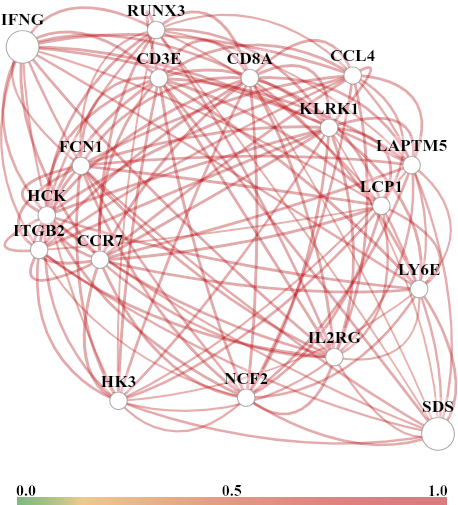 RUNX3
IFNG
CD3E
CD8A
CCL4
KLRK1
FCN1
LAPTM5
LCP1
HCK
ITGB2
CCR7
LY6E
IL2RG
HK3
NCF2
SDS
0.0 0.5 1.0